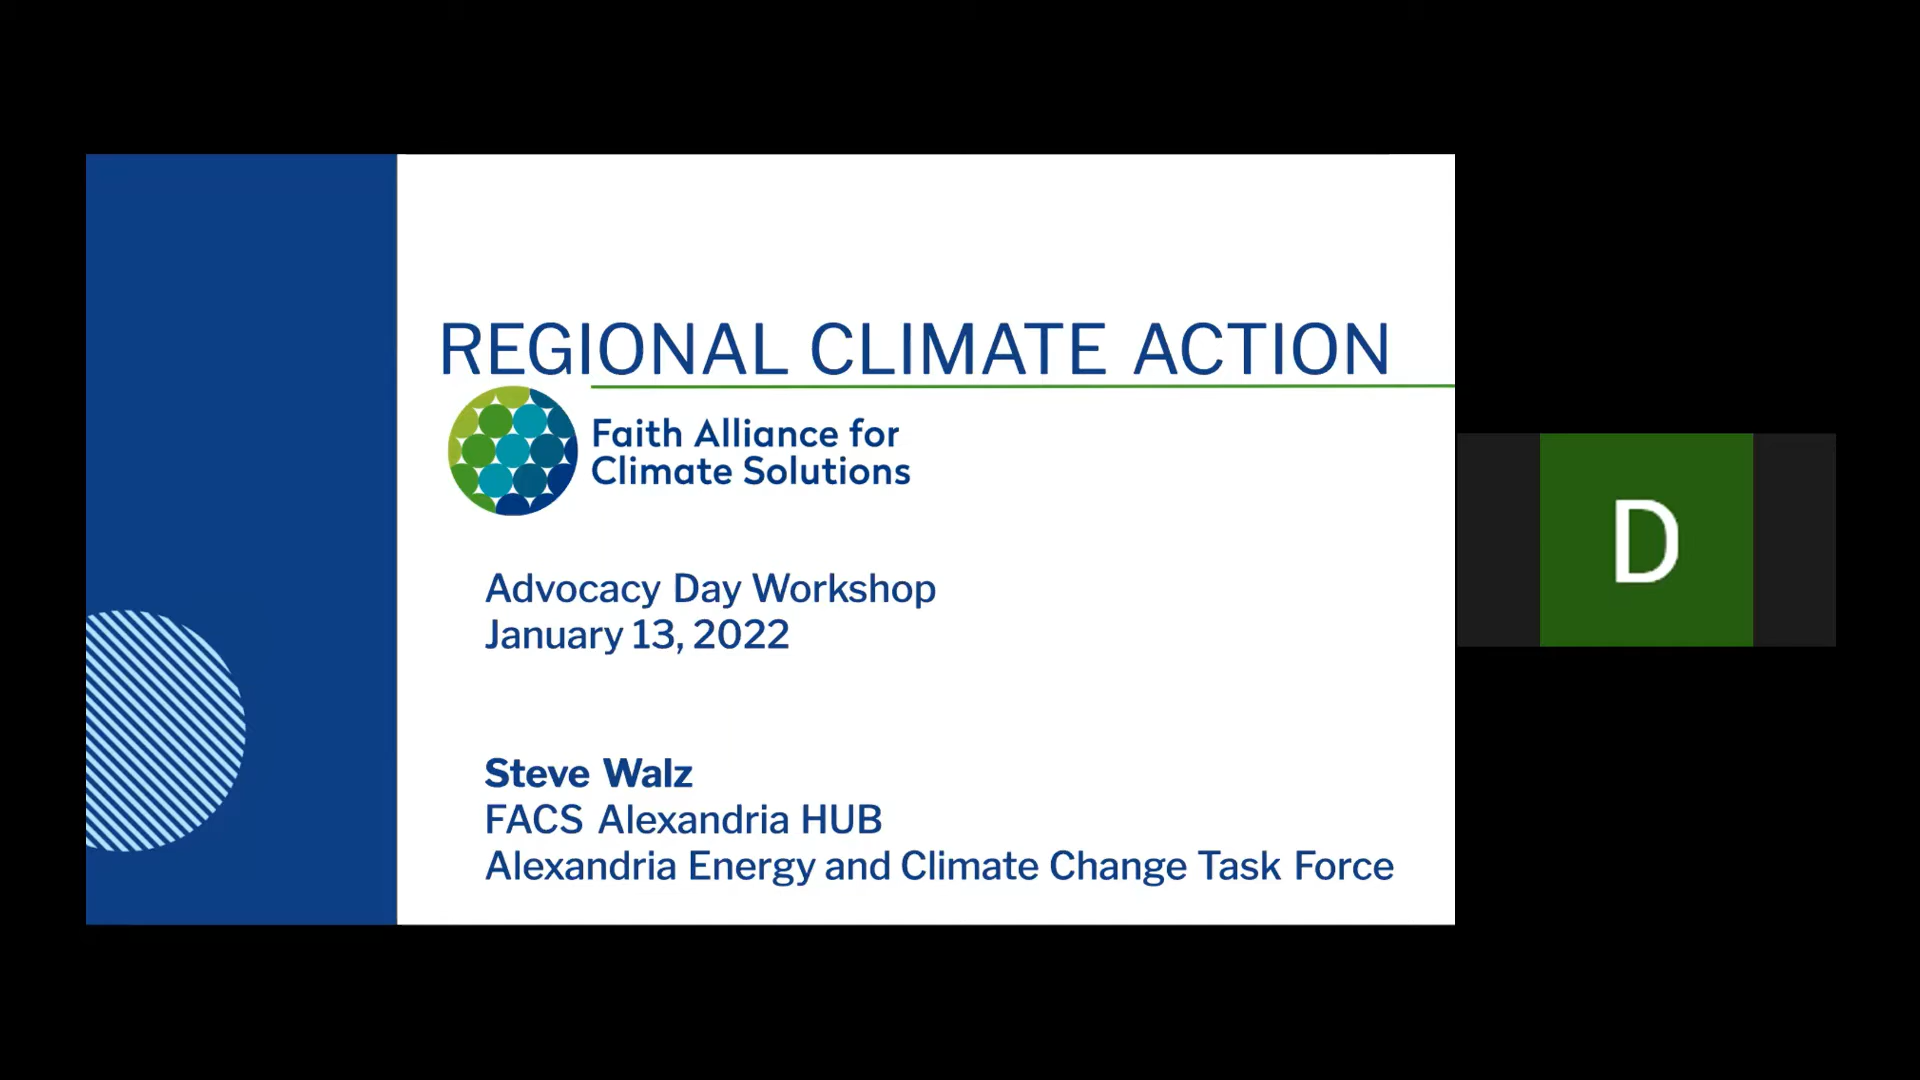 REGIONAL CLIMATE ACTION
Faith Alliance for
Climate Solutions
Advocacy Day Workshop
January 13, 2022
Steve Walz
FACS Alexandria HUB
Alexandria Energy and Climate Change Task Force
D